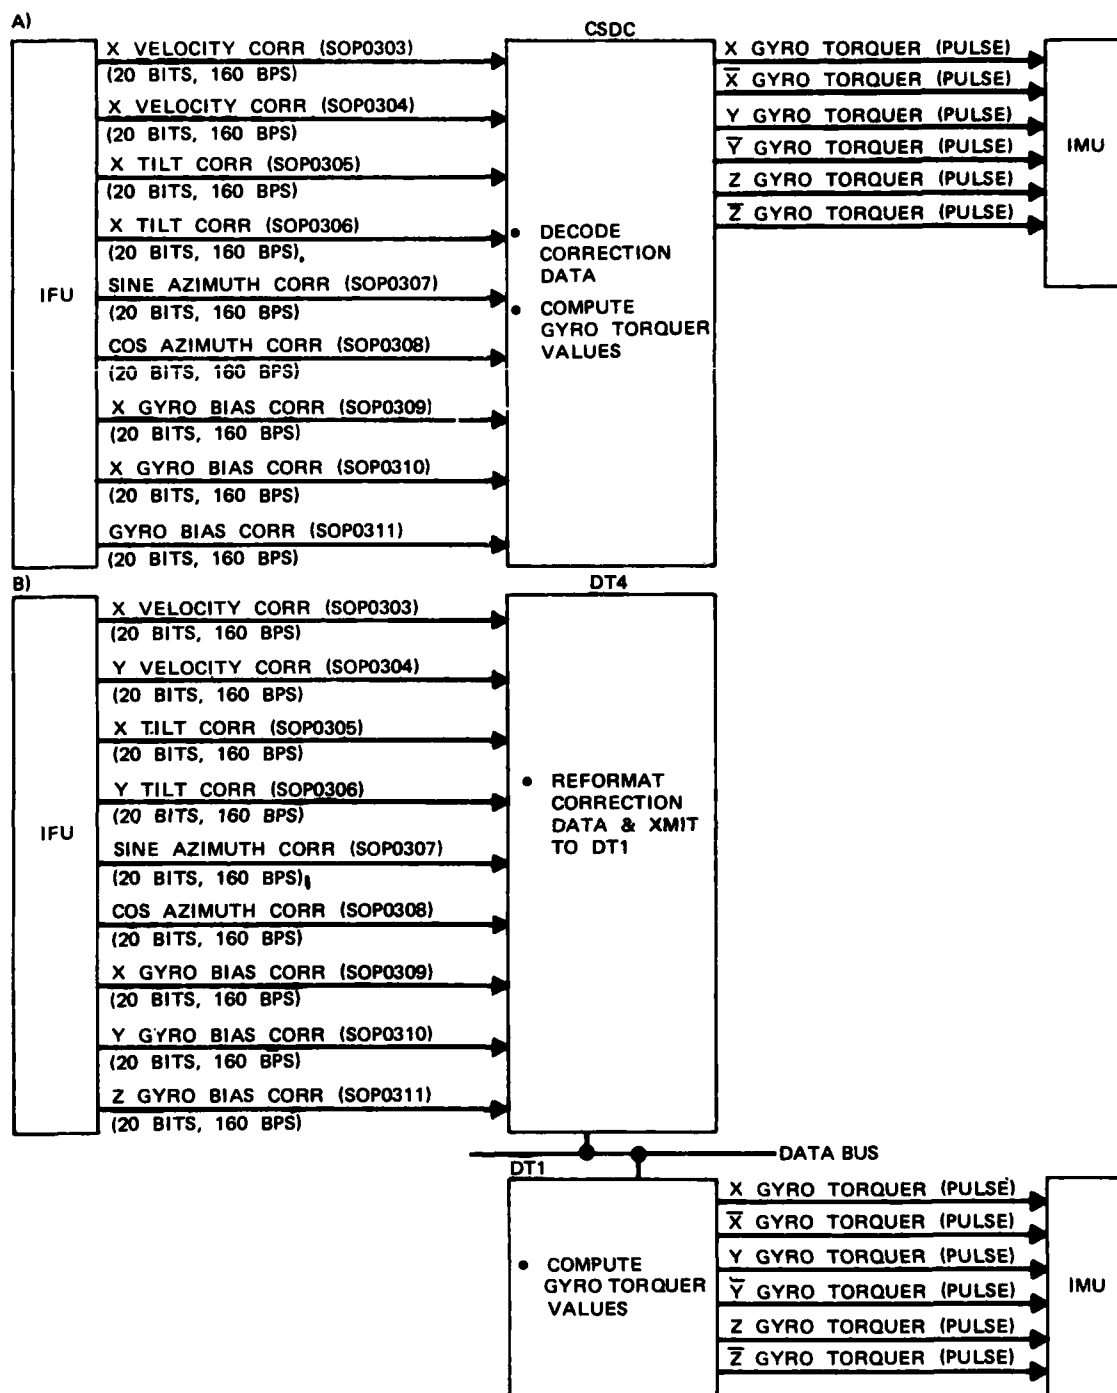 A)
CSDC
X VELOCITY CORR (SOP0303)
(20 BITS, 160 BPS)
X VELOCITY CORR (SOP0304)
(20 BITS, 160 BPS)
X TILT CORR (SOP0305)
(20 BITS, 160 BPS)
X TILT CORR (SOP0306)
(20 BITS, 160 BPS)
SINE AZIMUTH CORR (SOP0307)
(20 BITS, 160 BPS)
COS AZIMUTH CORR (SOP0308)
(20 BITS, 160 BPS)
X GYRO BIAS CORR (SOP0309)
(20 BITS, 160 BPS)
X GYRO BIAS CORR (SOP0310)
(20 BITS, 160 BPS)
GYRO BIAS CORR (SOP0311)
(20 BITS, 160 BPS)
IFU
• DECODE
CORRECTION
DATA
• COMPUTE
GYRO TORQUER
VALUES
X GYRO TORQUER (PULSE)
X̅ GYRO TORQUER (PULSE)
Y GYRO TORQUER (PULSE)
Y̅ GYRO TORQUER (PULSE)
Z GYRO TORQUER (PULSE)
Z̅ GYRO TORQUER (PULSE)
IMU
B)
DT4
X VELOCITY CORR (SOP0303)
(20 BITS, 160 BPS)
Y VELOCITY CORR (SOP0304)
(20 BITS, 160 BPS)
X TILT CORR (SOP0305)
(20 BITS, 160 BPS)
Y TILT CORR (SOP0306)
(20 BITS, 160 BPS)
SINE AZIMUTH CORR (SOP0307)
(20 BITS, 160 BPS)
COS AZIMUTH CORR (SOP0308)
(20 BITS, 160 BPS)
X GYRO BIAS CORR (SOP0309)
(20 BITS, 160 BPS)
Y GYRO BIAS CORR (SOP0310)
(20 BITS, 160 BPS)
Z GYRO BIAS CORR (SOP0311)
(20 BITS, 160 BPS)
IFU
• REFORMAT
CORRECTION
DATA & XMIT
TO DT1
DATA BUS
DT1
• COMPUTE
GYRO TORQUER
VALUES
X GYRO TORQUER (PULSE)
X̅ GYRO TORQUER (PULSE)
Y GYRO TORQUER (PULSE)
Y̅ GYRO TORQUER (PULSE)
Z GYRO TORQUER (PULSE)
Z̅ GYRO TORQUER (PULSE)
IMU